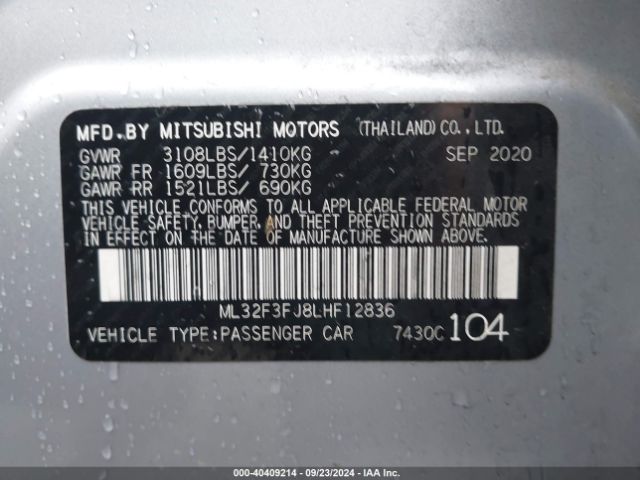 MFD. BY MITSUBISHI MOTORS (THAILAND) CO., LTD.
GVWR 3108LBS/1410KG SEP 2020
GAWR FR 1609LBS/ 730KG
GAWR RR 1521LBS/ 690KG
THIS VEHICLE CONFORMS TO ALL APPLICABLE FEDERAL MOTOR
VEHICLE SAFETY, BUMPER, AND THEFT PREVENTION STANDARDS
IN EFFECT ON THE DATE OF MANUFACTURE SHOWN ABOVE.
ML32F3FJ8LHF12836
VEHICLE TYPE:PASSENGER CAR 7430C 104
000-40409214 - 09/23/2024 - IAA Inc.